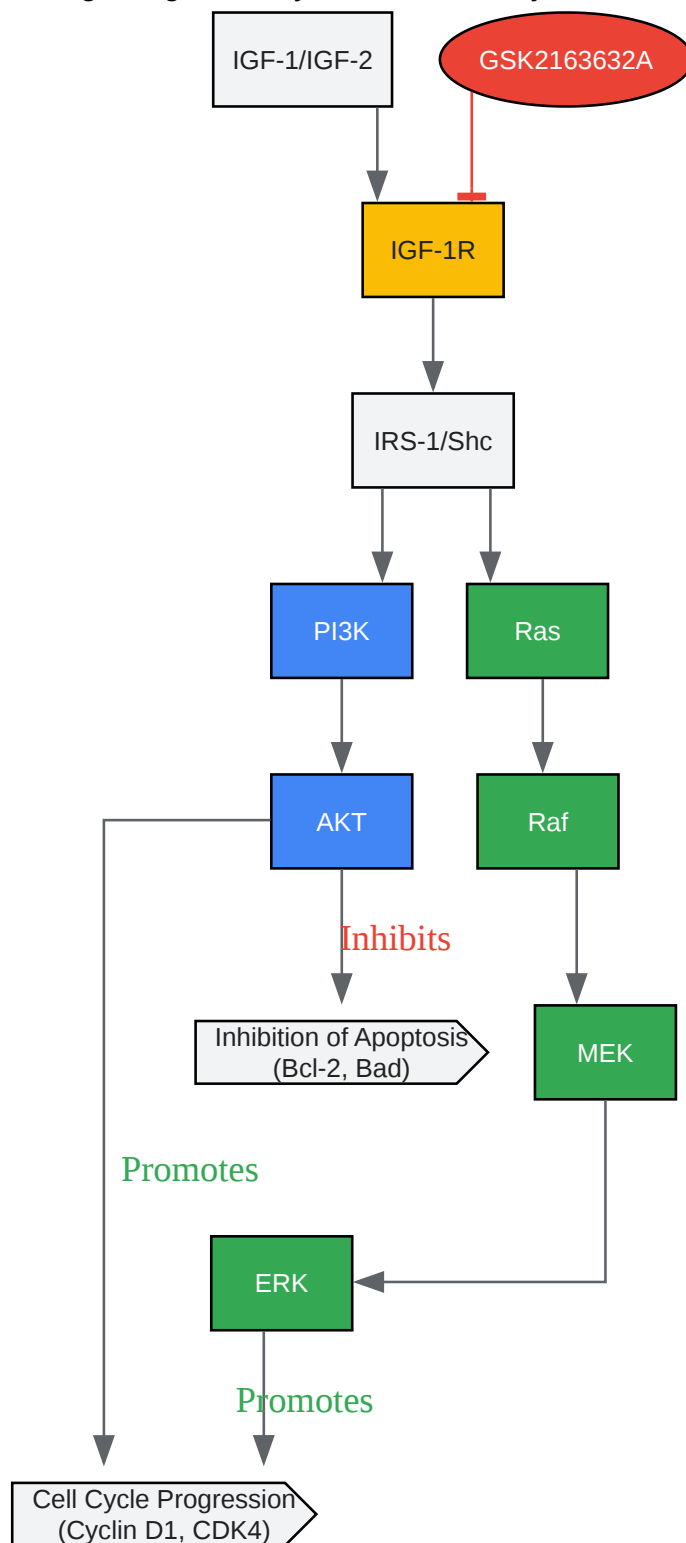 IGF-1/IGF-2
GSK2163632A
IGF-1R
IRS-1/Shc
PI3K
Ras
AKT
Raf
Inhibits
Inhibition of Apoptosis
(Bcl-2, Bad)
MEK
Promotes
ERK
Promotes
Cell Cycle Progression
(Cyclin D1, CDK4)